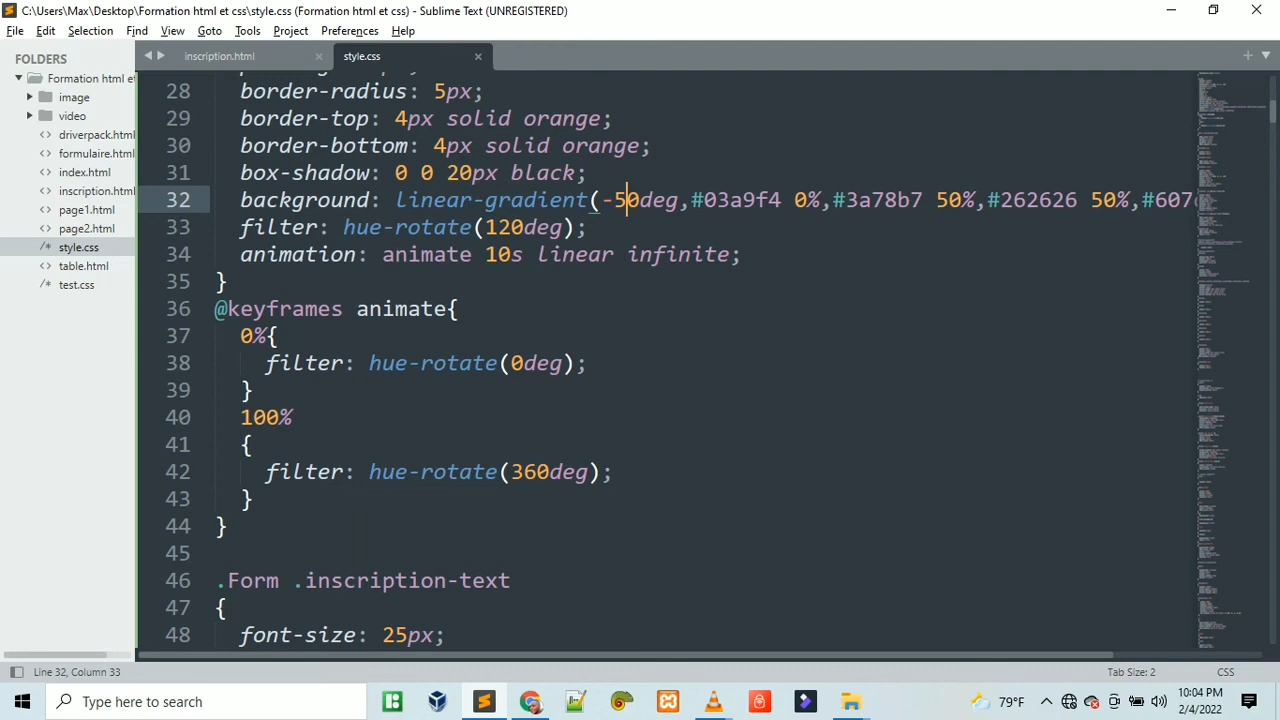 C:\Users\Max\Desktop\Formation html et css\style.css (Formation html et css) - Sublime Text (UNREGISTERED)
File Edit Selection Find View Goto Tools Project Preferences Help
FOLDERS
Formation html et
image
video
driverpack.html
formulaire.html
index.html
inscription.html
page1.html
page2.html
style.css
table.html
test.css
inscription.html
style.css
28 border-radius: 5px;
29 border-top: 4px solid orange;
30 border-bottom: 4px solid orange;
31 box-shadow: 0 0 20px black;
32 background: linear-gradient(-50deg,#03a9f4 0%,#3a78b7 50%,#262626 50%,#607
33 filter: hue-rotate(120deg);
34 animation: animate 10s linear infinite;
35 }
36 @keyframes animate{
37 0%{
38 filter: hue-rotate(0deg);
39 }
40 100%
41 {
42 filter: hue-rotate(360deg);
43 }
44 }
45
46 .Form .inscription-text
47 {
48 font-size: 25px;
Line 32, Column 33
Tab Size: 2
CSS
Type here to search
79°F
10:04 PM
2/4/2022